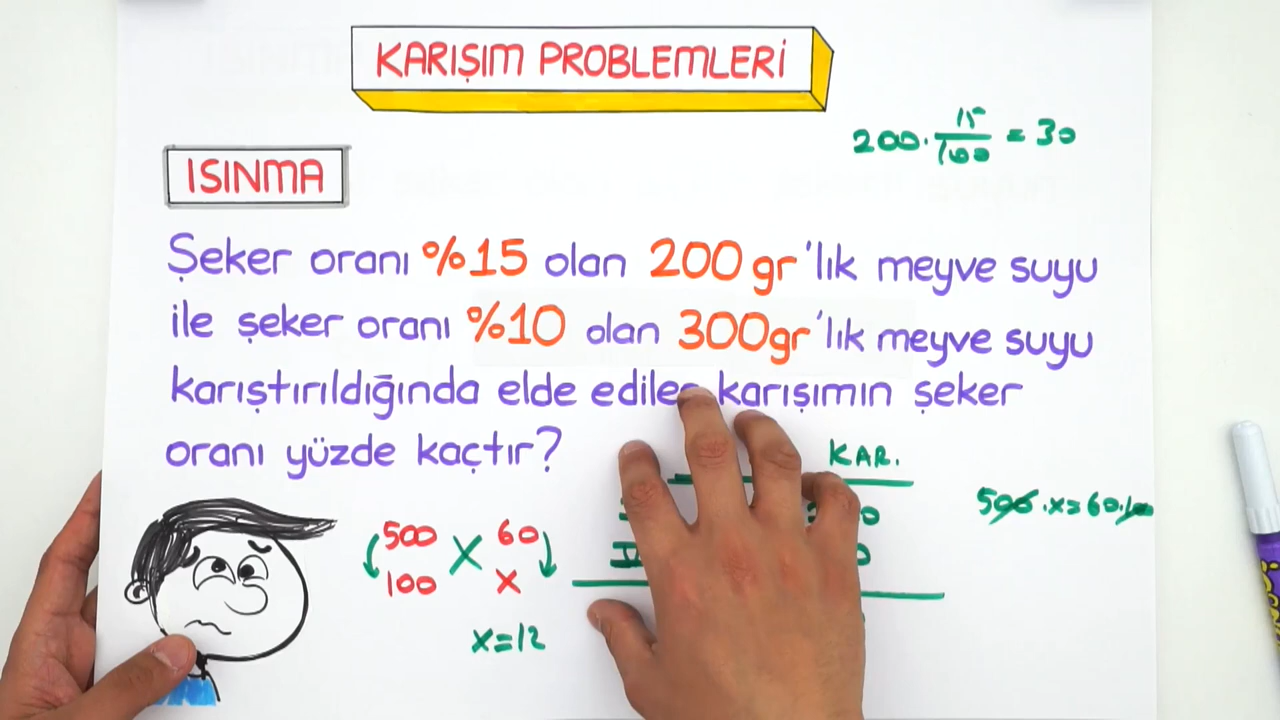 KARIŞIM PROBLEMLERİ
200 · 15/100 = 30
ISINMA
Şeker oranı %15 olan 200 gr'lık meyve suyu
ile şeker oranı %10 olan 300gr'lık meyve suyu
karıştırıldığında elde edilen karışımın şeker
oranı yüzde kaçtır?
KAR.
500 · x = 60 · 100
500 X 60
100 x
x=12